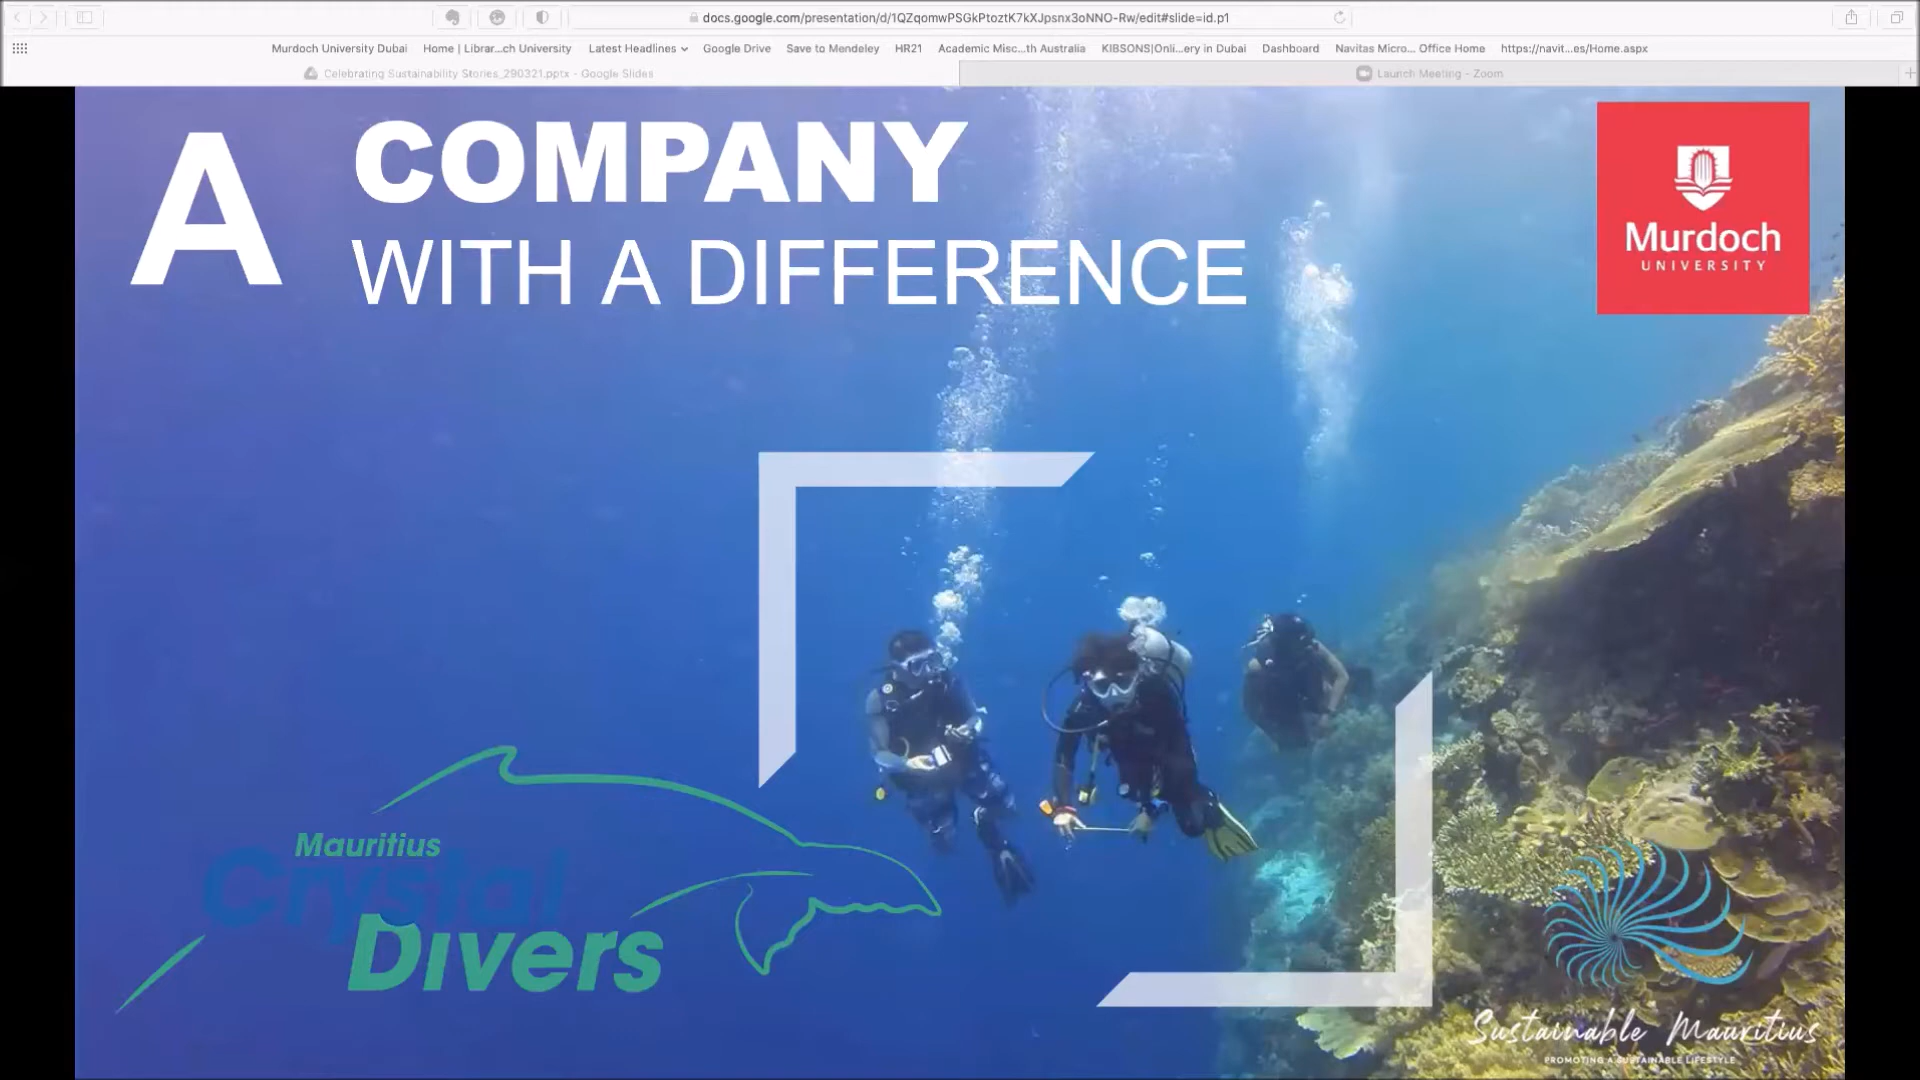 docs.google.com/presentation/d/1QZqomwPSGkPtoztK7kXJpsnx3oNNO-Rw/edit#slide=id.p1
Murdoch University Dubai Home | Librar...ch University Latest Headlines Google Drive Save to Mendeley HR21 Academic Misc...th Australia KIBSONS|Onli...ery in Dubai Dashboard Navitas Micro... Office Home https://navit...es/Home.aspx
Celebrating Sustainability Stories_290321.pptx - Google Slides Launch Meeting - Zoom
A COMPANY
WITH A DIFFERENCE
Murdoch
UNIVERSITY
Mauritius
Crystal
Divers
Sustainable Mauritius
PROMOTING A SUSTAINABLE LIFESTYLE